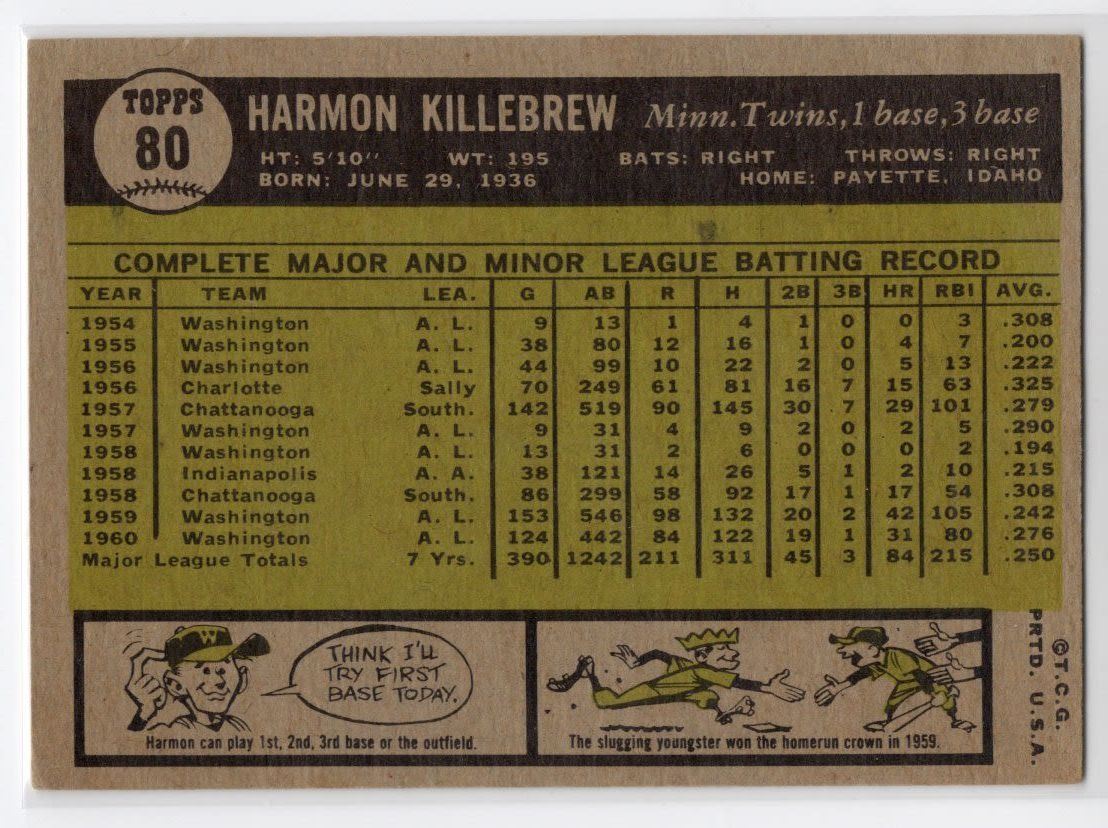 TOPPS
80
HARMON KILLEBREW Minn. Twins, 1 base, 3 base
HT: 5'10" WT: 195 BATS: RIGHT THROWS: RIGHT
BORN: JUNE 29, 1936 HOME: PAYETTE, IDAHO
COMPLETE MAJOR AND MINOR LEAGUE BATTING RECORD
YEAR TEAM LEA. G AB R H 2B 3B HR RBI AVG.
1954 Washington A. L. 9 13 1 4 1 0 0 3 .308
1955 Washington A. L. 38 80 12 16 1 0 4 7 .200
1956 Washington A. L. 44 99 10 22 2 0 5 13 .222
1956 Charlotte Sally 70 249 61 81 16 7 15 63 .325
1957 Chattanooga South. 142 519 90 145 30 7 29 101 .279
1957 Washington A. L. 9 31 4 9 2 0 2 5 .290
1958 Washington A. L. 13 31 2 6 0 0 0 2 .194
1958 Indianapolis A. A. 38 121 14 26 5 1 2 10 .215
1958 Chattanooga South. 86 299 58 92 17 1 17 54 .308
1959 Washington A. L. 153 546 98 132 20 2 42 105 .242
1960 Washington A. L. 124 442 84 122 19 1 31 80 .276
Major League Totals 7 Yrs. 390 1242 211 311 45 3 84 215 .250
W
THINK I'LL
TRY FIRST
BASE TODAY.
Harmon can play 1st, 2nd, 3rd base or the outfield.
The slugging youngster won the homerun crown in 1959.
©T.C.G.
PRTD. U.S.A.